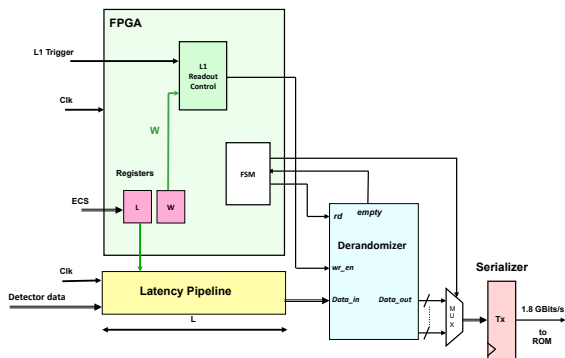 FPGA
L1 Trigger
L1
Readout
Control
Clk
W
FSM
Registers
ECS
L
W
rd
empty
Derandomizer
Clk
Latency Pipeline
wr_en
Serializer
Detector data
Data_in
Data_out
M
U
X
Tx
1.8 GBits/s
to
ROM
L